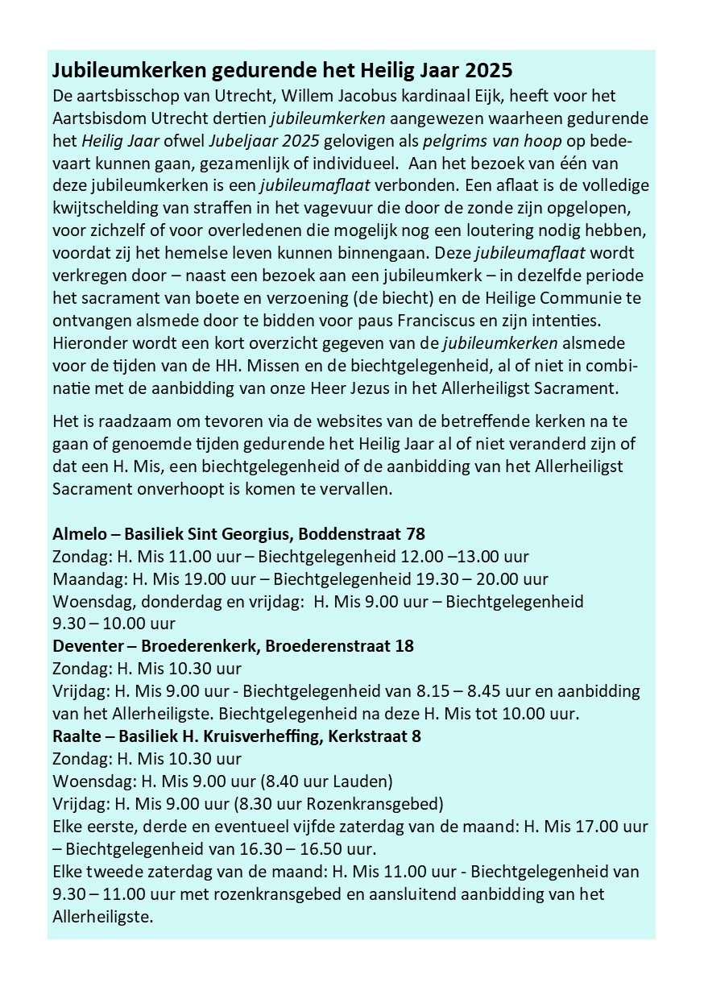 Jubileumkerken gedurende het Heilig Jaar 2025
De aartsbisschop van Utrecht, Willem Jacobus kardinaal Eijk, heeft voor het
Aartsbisdom Utrecht dertien jubileumkerken aangewezen waarheen gedurende
het Heilig Jaar ofwel Jubeljaar 2025 gelovigen als pelgrims van hoop op bede-
vaart kunnen gaan, gezamenlijk of individueel.  Aan het bezoek van één van
deze jubileumkerken is een jubileumaflaat verbonden. Een aflaat is de volledige
kwijtschelding van straffen in het vagevuur die door de zonde zijn opgelopen,
voor zichzelf of voor overledenen die mogelijk nog een loutering nodig hebben,
voordat zij het hemelse leven kunnen binnengaan. Deze jubileumaflaat wordt
verkregen door – naast een bezoek aan een jubileumkerk – in dezelfde periode
het sacrament van boete en verzoening (de biecht) en de Heilige Communie te
ontvangen alsmede door te bidden voor paus Franciscus en zijn intenties.
Hieronder wordt een kort overzicht gegeven van de jubileumkerken alsmede
voor de tijden van de HH. Missen en de biechtgelegenheid, al of niet in combi-
natie met de aanbidding van onze Heer Jezus in het Allerheiligst Sacrament.
Het is raadzaam om tevoren via de websites van de betreffende kerken na te
gaan of genoemde tijden gedurende het Heilig Jaar al of niet veranderd zijn of
dat een H. Mis, een biechtgelegenheid of de aanbidding van het Allerheiligst
Sacrament onverhoopt is komen te vervallen.
Almelo – Basiliek Sint Georgius, Boddenstraat 78
Zondag: H. Mis 11.00 uur – Biechtgelegenheid 12.00 –13.00 uur
Maandag: H. Mis 19.00 uur – Biechtgelegenheid 19.30 – 20.00 uur
Woensdag, donderdag en vrijdag:  H. Mis 9.00 uur – Biechtgelegenheid
9.30 – 10.00 uur
Deventer – Broederenkerk, Broederenstraat 18
Zondag: H. Mis 10.30 uur
Vrijdag: H. Mis 9.00 uur - Biechtgelegenheid van 8.15 – 8.45 uur en aanbidding
van het Allerheiligste. Biechtgelegenheid na deze H. Mis tot 10.00 uur.
Raalte – Basiliek H. Kruisverheffing, Kerkstraat 8
Zondag: H. Mis 10.30 uur
Woensdag: H. Mis 9.00 uur (8.40 uur Lauden)
Vrijdag: H. Mis 9.00 uur (8.30 uur Rozenkransgebed)
Elke eerste, derde en eventueel vijfde zaterdag van de maand: H. Mis 17.00 uur
– Biechtgelegenheid van 16.30 – 16.50 uur.
Elke tweede zaterdag van de maand: H. Mis 11.00 uur - Biechtgelegenheid van
9.30 – 11.00 uur met rozenkransgebed en aansluitend aanbidding van het
Allerheiligste.